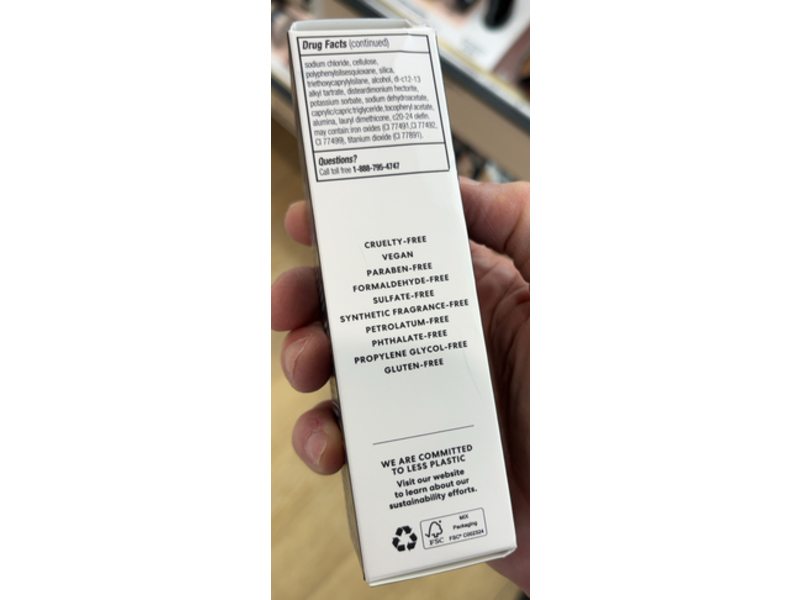 Drug Facts (continued)
sodium chloride, cellulose,
polyphenylsilsesquioxane, silica,
triethoxycaprylylsilane, alcohol, di-c12-13
alkyl tartrate, disteardimonium hectorite,
potassium sorbate, sodium dehydroacetate,
caprylic/capric triglyceride, tocopheryl acetate,
alumina, lauryl dimethicone, c20-24 olefin.
may contain: iron oxides (CI 77491,CI 77492,
CI 77499), titanium dioxide (CI 77891).
Questions?
Call toll free 1-888-795-4747
CRUELTY-FREE
VEGAN
PARABEN-FREE
FORMALDEHYDE-FREE
SULFATE-FREE
SYNTHETIC FRAGRANCE-FREE
PETROLATUM-FREE
PHTHALATE-FREE
PROPYLENE GLYCOL-FREE
GLUTEN-FREE
WE ARE COMMITTED
TO LESS PLASTIC
Visit our website
to learn about our
sustainability efforts.
MIX
Packaging
FSC FSC® C002524